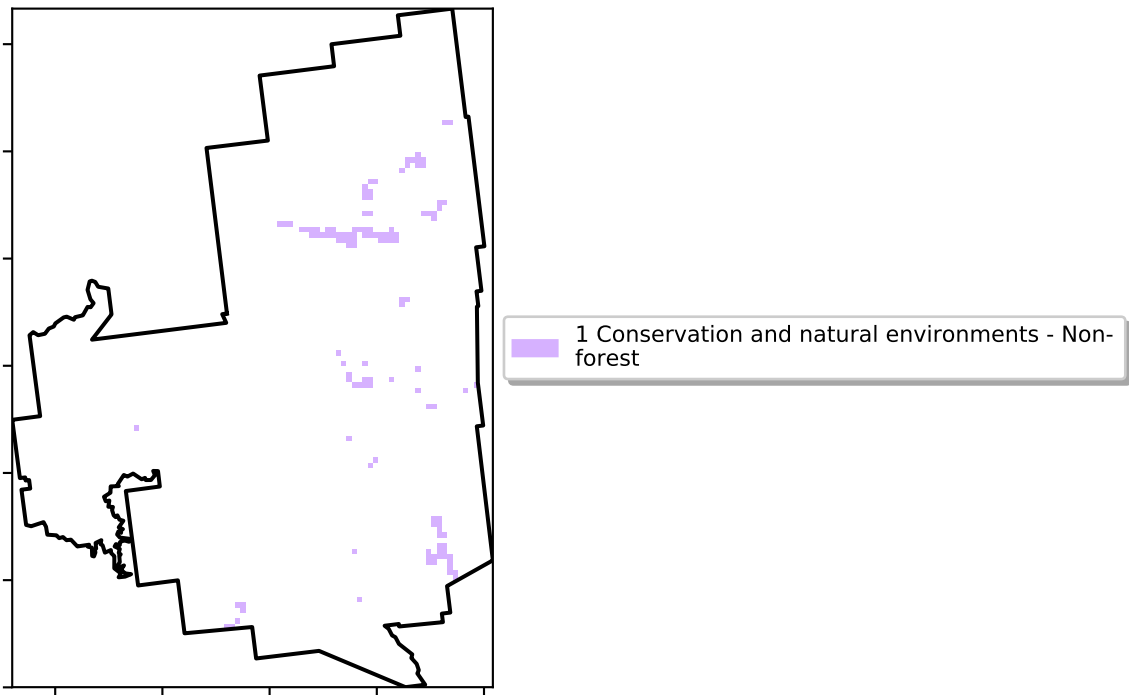 1 Conservation and natural environments - Non-
forest